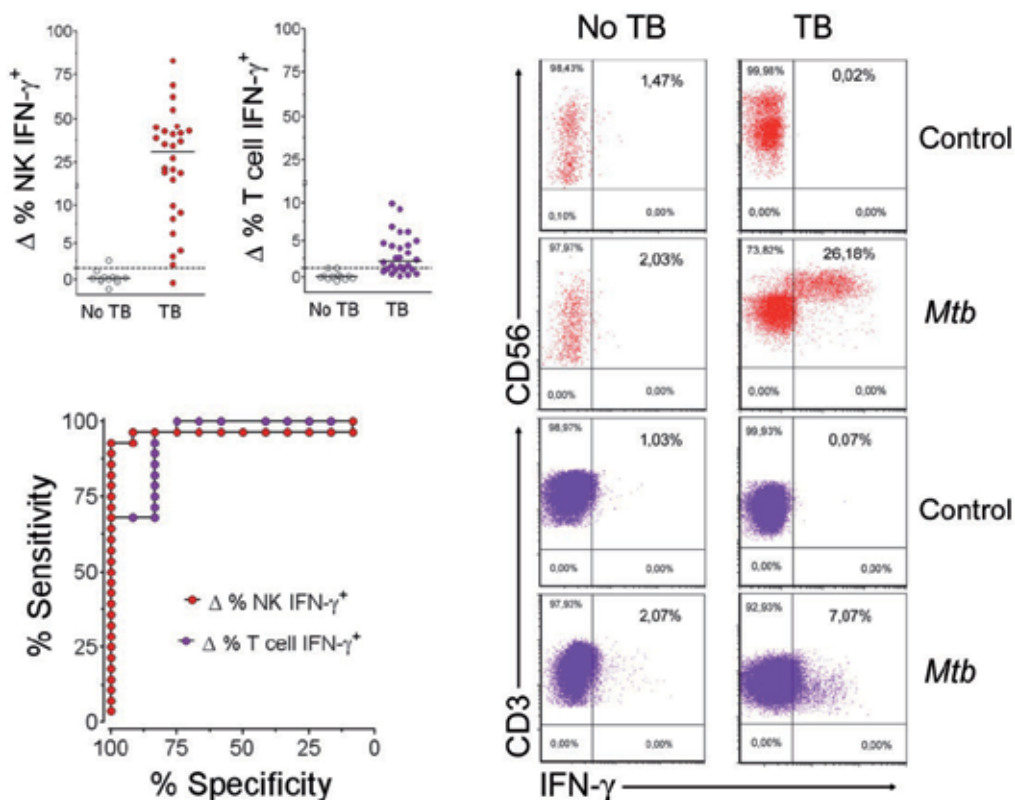 Δ % NK IFN-γ+
100
75
50
25
10
5
0
No TB
TB
Δ % T cell IFN-γ+
100
75
50
25
10
5
0
No TB
TB
% Sensitivity
100
75
50
25
0
Δ % NK IFN-γ+
Δ % T cell IFN-γ+
100
75
50
25
0
% Specificity
No TB
TB
98,43%
1,47%
0,10%
0,00%
99,98%
0,02%
0,00%
0,00%
Control
97,97%
2,03%
0,00%
0,00%
73,82%
26,18%
0,00%
0,00%
Mtb
CD56
98,97%
1,03%
0,00%
0,00%
99,93%
0,07%
0,00%
0,00%
Control
97,93%
2,07%
0,00%
0,00%
92,93%
7,07%
0,00%
0,00%
Mtb
CD3
IFN-γ